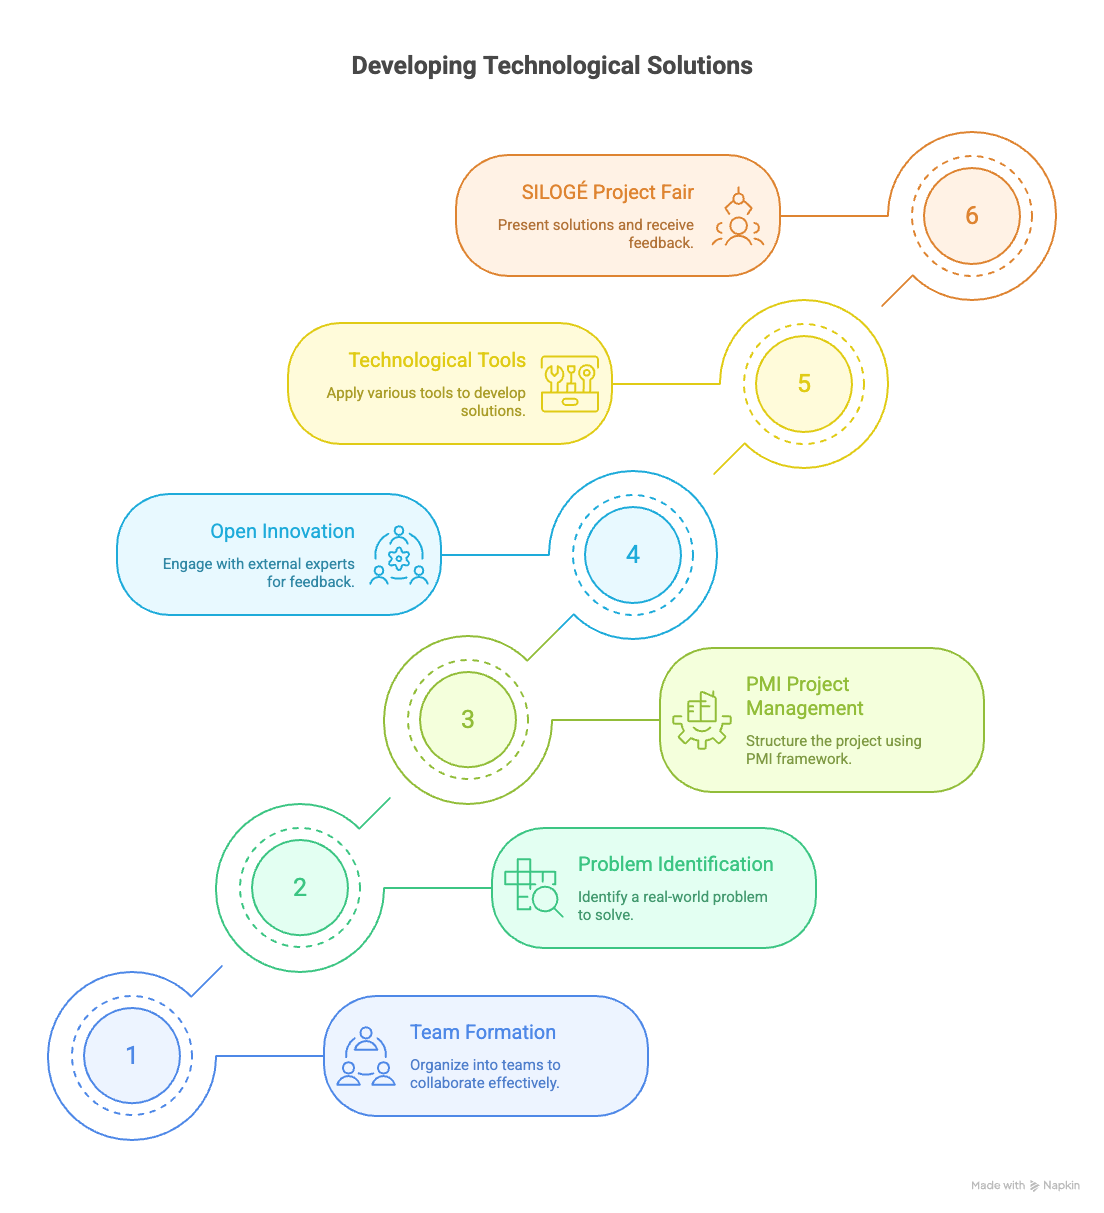 Developing Technological Solutions
SILOGÉ Project Fair
Present solutions and receive
feedback.
6
Technological Tools
Apply various tools to develop
solutions.
5
Open Innovation
Engage with external experts
for feedback.
4
3
PMI Project
Management
Structure the project using
PMI framework.
2
Problem Identification
Identify a real-world problem
to solve.
1
Team Formation
Organize into teams to
collaborate effectively.
Made with Napkin